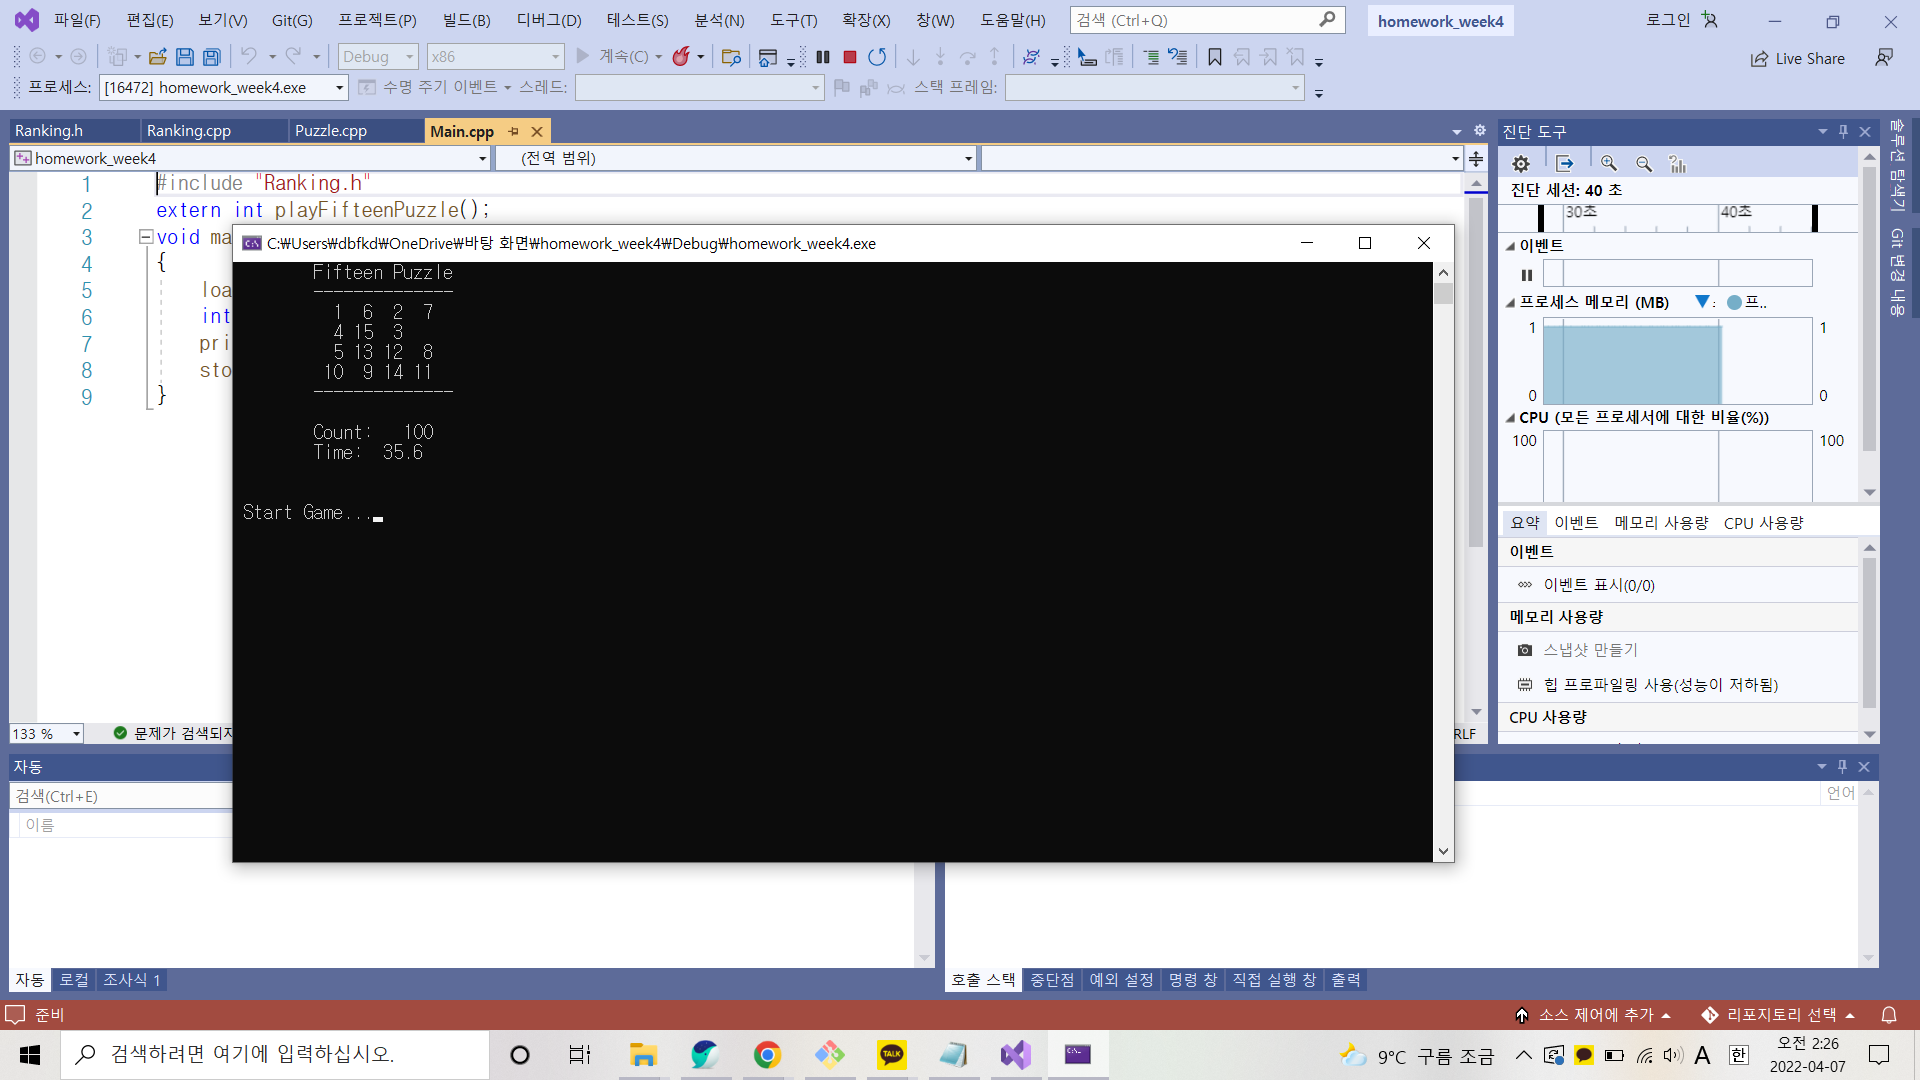 파일(F) 편집(E) 보기(V) Git(G) 프로젝트(P) 빌드(B) 디버그(D) 테스트(S) 분석(N) 도구(T) 확장(X) 창(W) 도움말(H) 검색 (Ctrl+Q) homework_week4 로그인
Debug x86 계속(C) Live Share
프로세스: [16472] homework_week4.exe 수명 주기 이벤트 스레드: 스택 프레임:
Ranking.h Ranking.cpp Puzzle.cpp Main.cpp
homework_week4 (전역 범위)
1 #include "Ranking.h"
2 extern int playFifteenPuzzle();
3 void ma
4 {
5 loa
6 int
7 pri
8 sto
9 }
C:₩Users₩dbfkd₩OneDrive₩바탕 화면₩homework_week4₩Debug₩homework_week4.exe
Fifteen Puzzle
--------------
1 6 2 7
4 15 3
5 13 12 8
10 9 14 11
--------------
Count: 100
Time: 35.6
Start Game...
133 % 문제가 검색되지
RLF
진단 도구
진단 세션: 40 초
30초 40초
이벤트
프로세스 메모리 (MB) 프..
1 1
0 0
CPU (모든 프로세서에 대한 비율(%))
100 100
요약 이벤트 메모리 사용량 CPU 사용량
이벤트
이벤트 표시(0/0)
메모리 사용량
스냅샷 만들기
힙 프로파일링 사용(성능이 저하됨)
CPU 사용량
솔루션 탐색기
Git 변경 내용
자동
검색(Ctrl+E)
이름
언어
자동 로컬 조사식 1
호출 스택 중단점 예외 설정 명령 창 직접 실행 창 출력
준비 소스 제어에 추가 리포지토리 선택
검색하려면 여기에 입력하십시오.
TALK
9°C 구름 조금 A 한
오전 2:26
2022-04-07